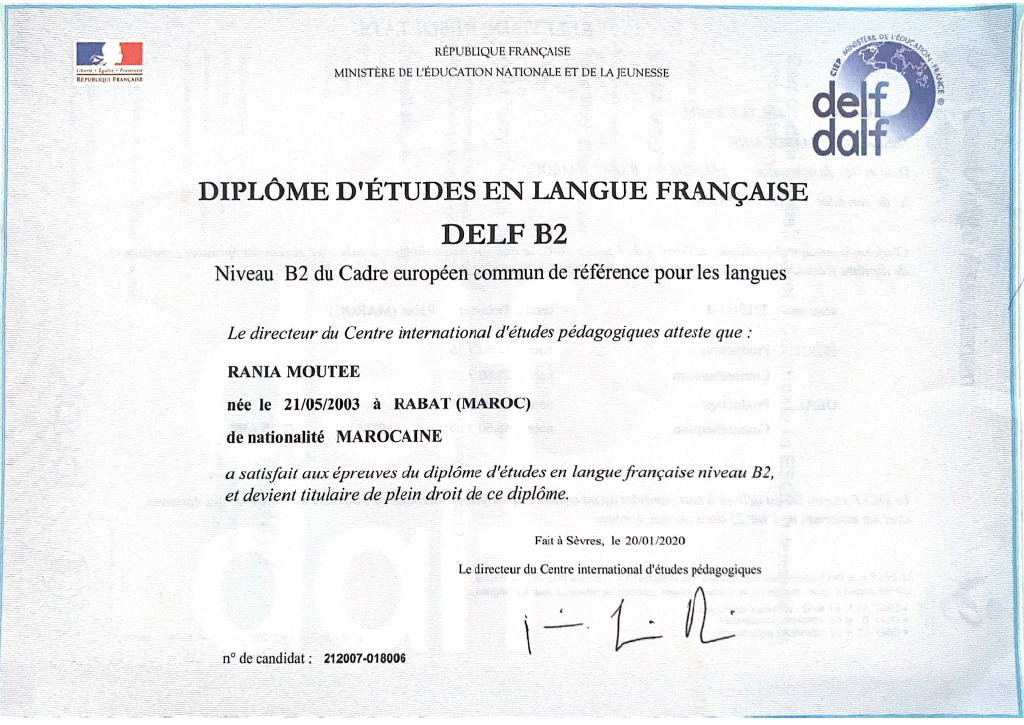 Liberté • Égalité • Fraternité
RÉPUBLIQUE FRANÇAISE
RÉPUBLIQUE FRANÇAISE
MINISTÈRE DE L'ÉDUCATION NATIONALE ET DE LA JEUNESSE
CIEP MINISTÈRE DE L'ÉDUCATION-FRANCE ®
delf
dalf
DIPLÔME D'ÉTUDES EN LANGUE FRANÇAISE
DELF B2
Niveau B2 du Cadre européen commun de référence pour les langues
Le directeur du Centre international d'études pédagogiques atteste que :
RANIA MOUTEE
née le 21/05/2003 à RABAT (MAROC)
de nationalité MAROCAINE
a satisfait aux épreuves du diplôme d'études en langue française niveau B2,
et devient titulaire de plein droit de ce diplôme.
Fait à Sèvres, le 20/01/2020
Le directeur du Centre international d'études pédagogiques
n° de candidat : 212007-018006